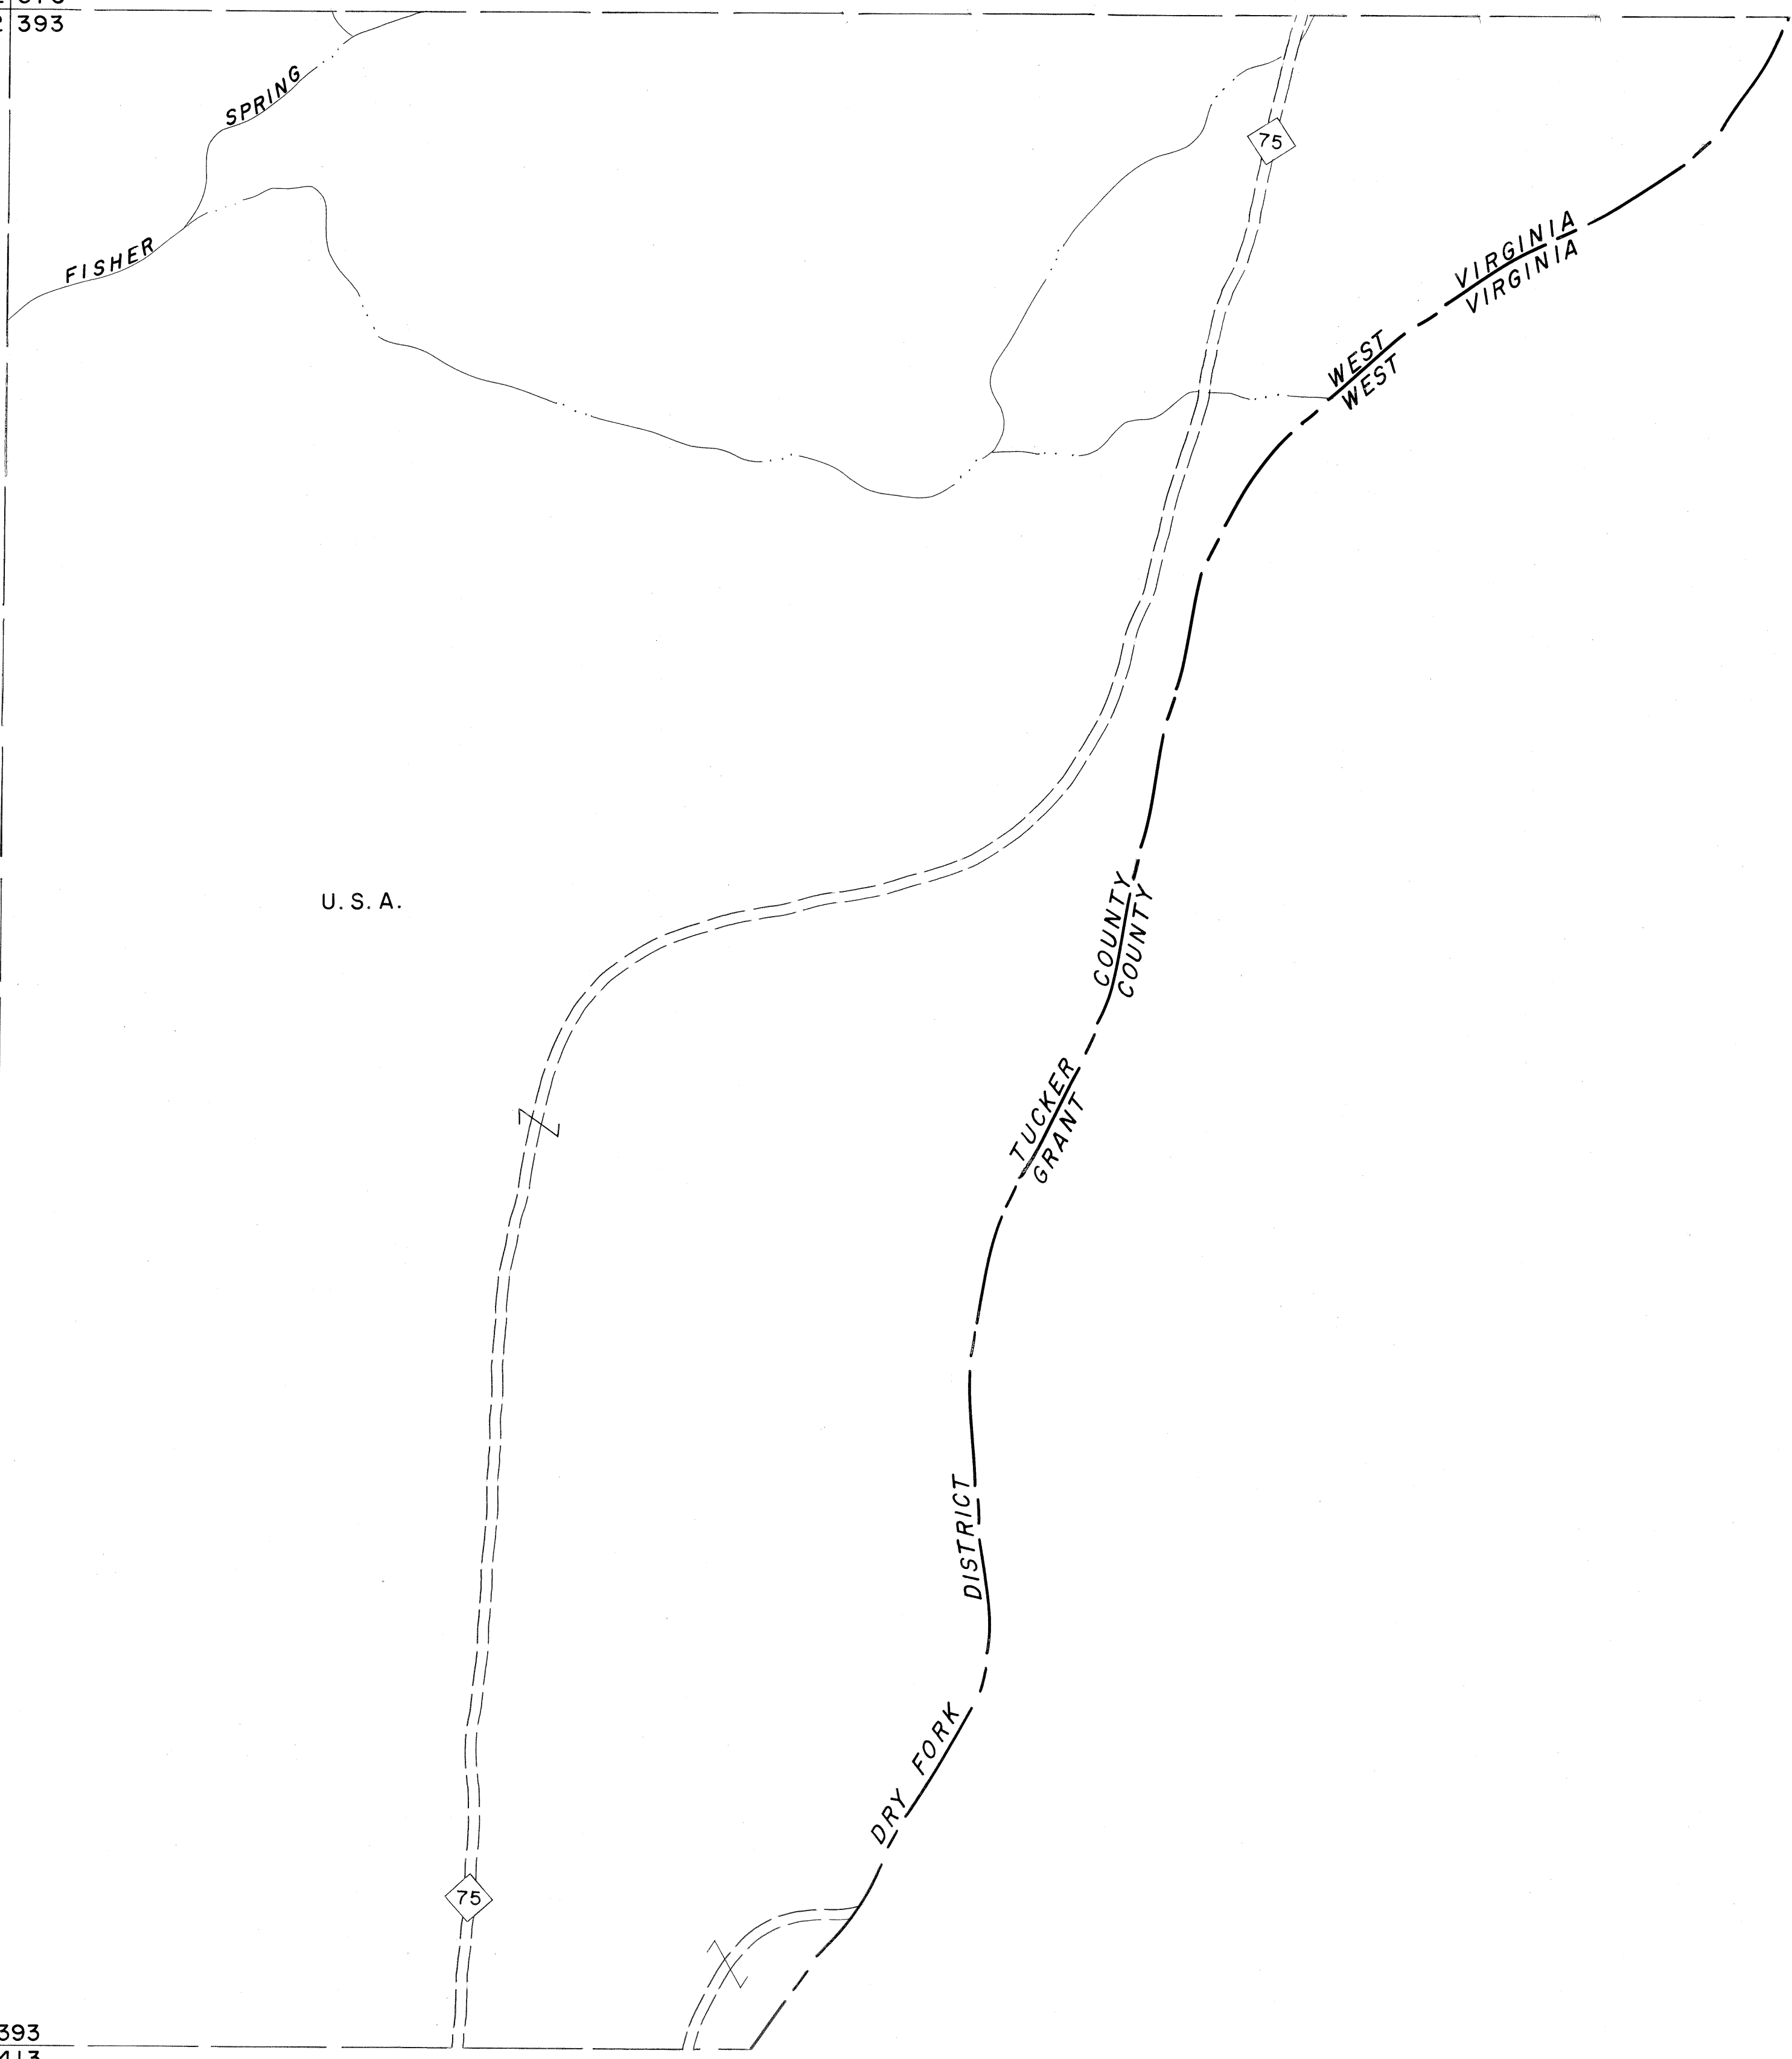 393
SPRING
75
FISHER
VIRGINIA
VIRGINIA
WEST
WEST
U.S.A.
COUNTY
COUNTY
TUCKER
GRANT
DISTRICT
DRY FORK
75
393